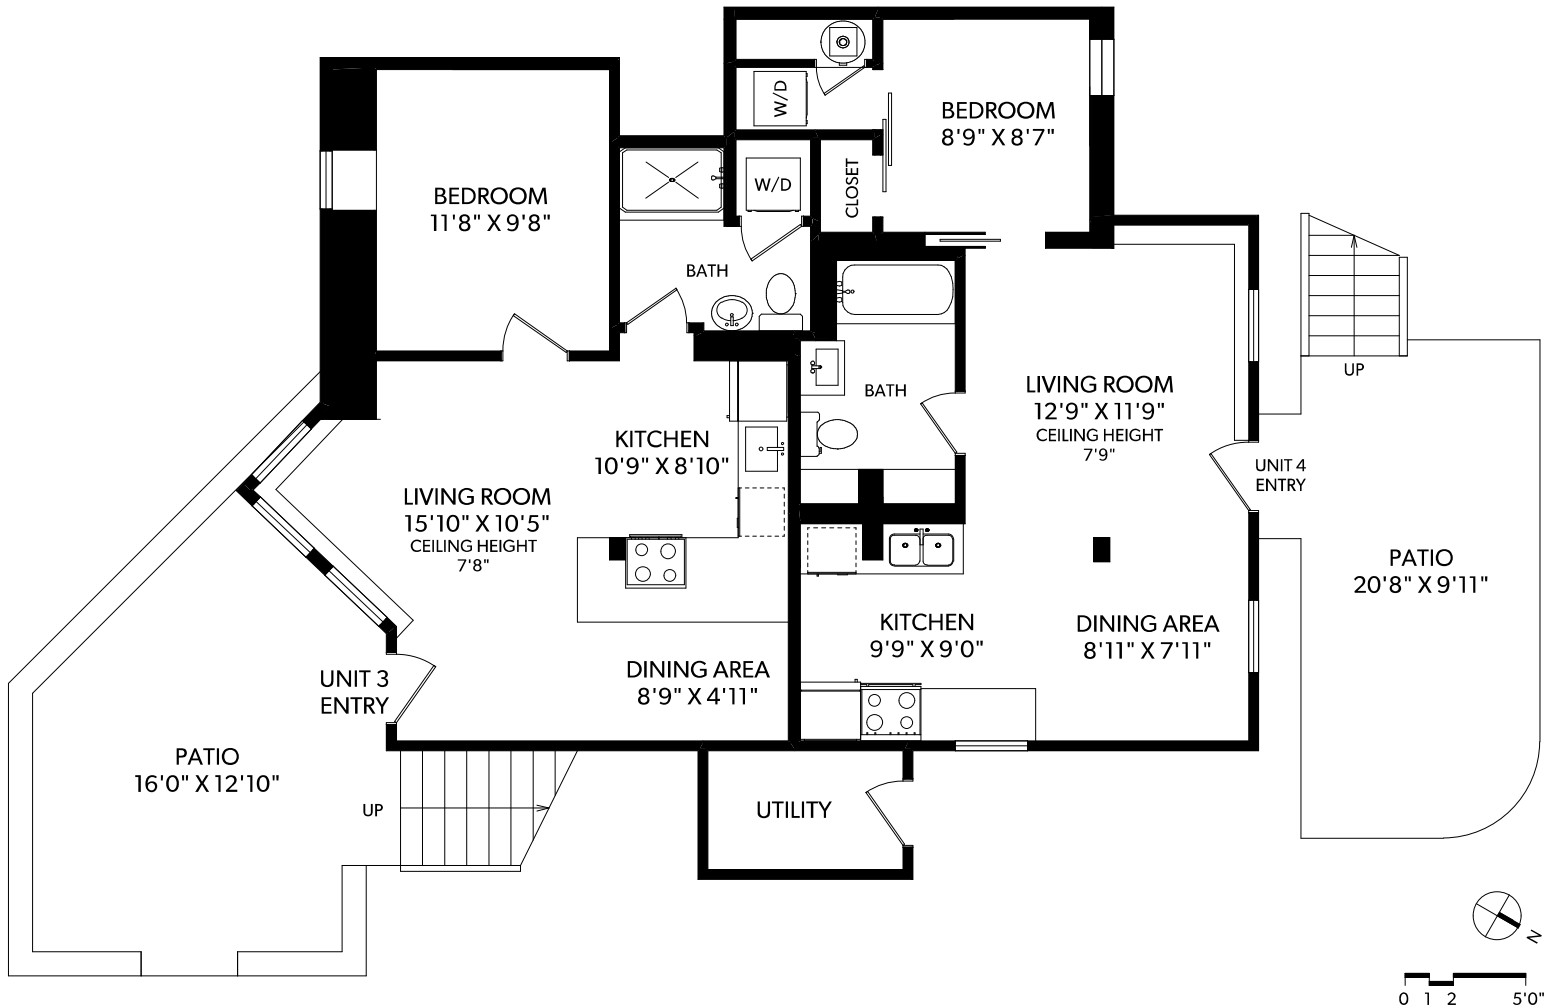 BEDROOM
8'9" X 8'7"
W/D
CLOSET
BEDROOM
11'8" X 9'8"
W/D
BATH
BATH
LIVING ROOM
12'9" X 11'9"
CEILING HEIGHT
7'9"
UP
KITCHEN
10'9" X 8'10"
LIVING ROOM
15'10" X 10'5"
CEILING HEIGHT
7'8"
UNIT 4
ENTRY
PATIO
20'8" X 9'11"
KITCHEN
9'9" X 9'0"
DINING AREA
8'11" X 7'11"
DINING AREA
8'9" X 4'11"
UNIT 3
ENTRY
PATIO
16'0" X 12'10"
UP
UTILITY
N
0 1 2 5'0"